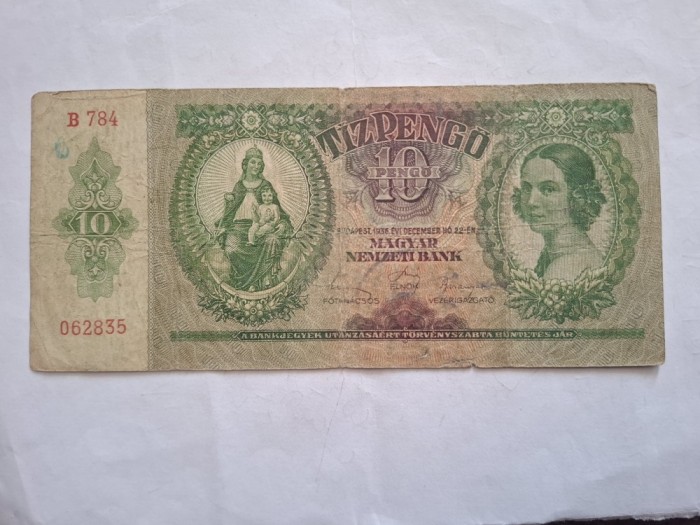 B 784
10
062835
TIZ PENGŐ
10
PENGŐ
BUDAPEST, 1936. ÉVI DECEMBER HÓ 22-ÉN
MAGYAR
NEMZETI BANK
ELNÖK
FŐTANÁCSOS VEZÉRIGAZGATÓ
A BANKJEGYEK UTÁNZÁSÁÉRT TÖRVÉNYSZABTA BÜNTETÉS JÁR.